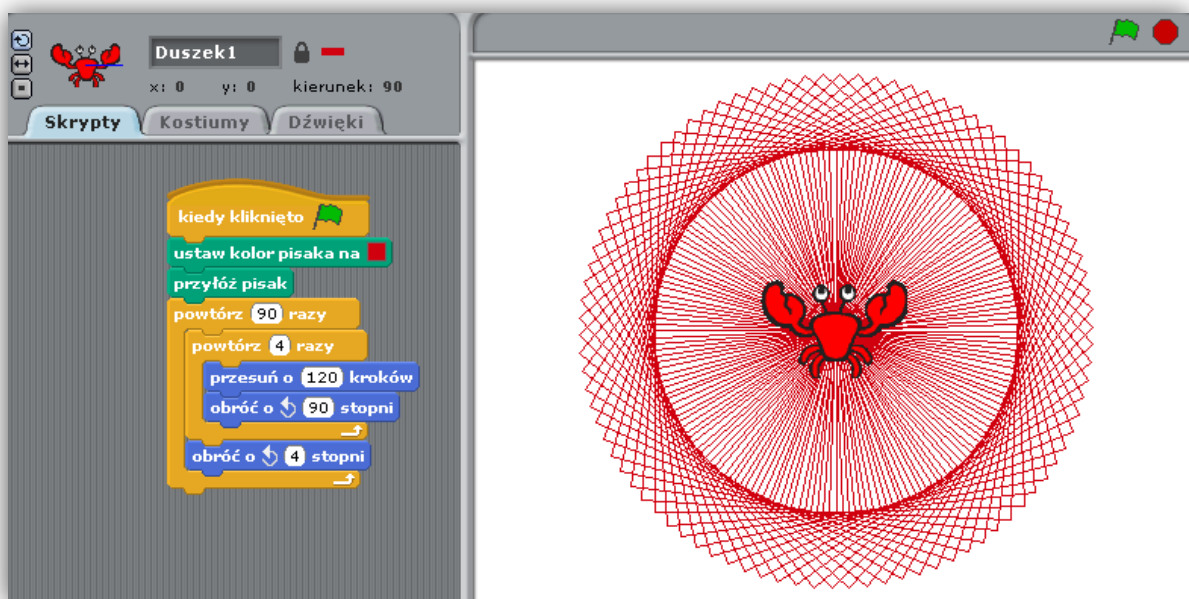 Duszek1
x: 0 y: 0 kierunek: 90
Skrypty Kostiumy Dźwięki
kiedy kliknięto
ustaw kolor pisaka na
przyłóż pisak
powtórz 90 razy
powtórz 4 razy
przesuń o 120 kroków
obróć o 90 stopni
obróć o 4 stopni